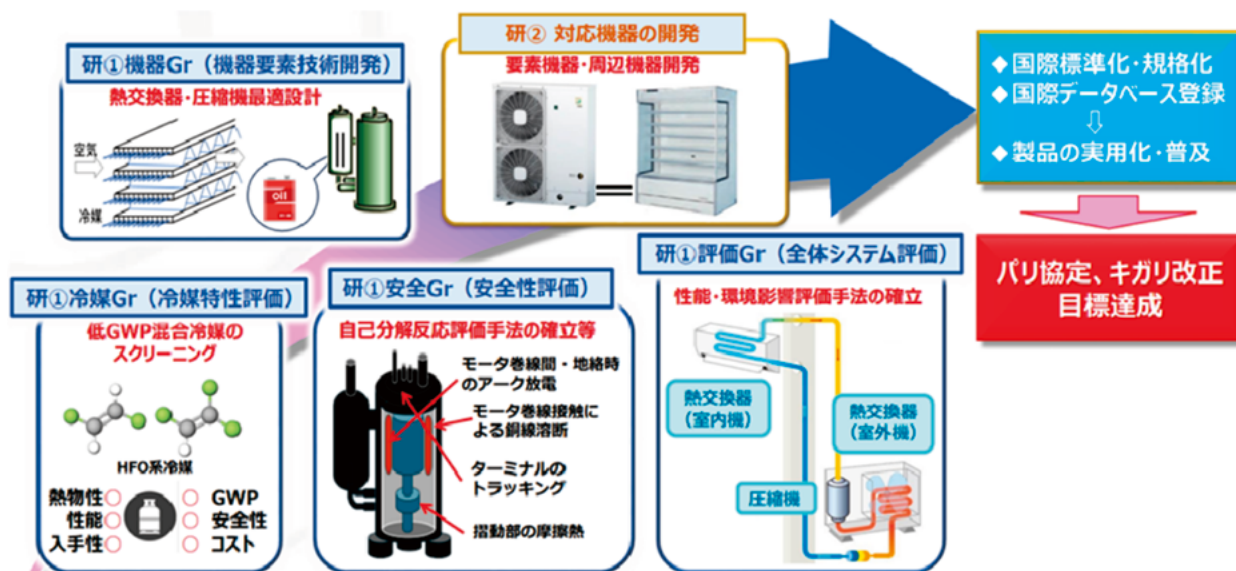 研①機器Gr（機器要素技術開発）
熱交換器・圧縮機最適設計
空気
冷媒
oil
研② 対応機器の開発
要素機器・周辺機器開発
◆国際標準化・規格化
◆国際データベース登録
⇩
◆製品の実用化・普及
パリ協定、キガリ改正
目標達成
研①冷媒Gr（冷媒特性評価）
低GWP混合冷媒の
スクリーニング
HFO系冷媒
熱物性○
性能○
入手性○
○ GWP
○ 安全性
○ コスト
研①安全Gr（安全性評価）
自己分解反応評価手法の確立等
モータ巻線間・地絡時
のアーク放電
モータ巻線接触に
よる銅線溶断
ターミナルの
トラッキング
摺動部の摩擦熱
研①評価Gr（全体システム評価）
性能・環境影響評価手法の確立
熱交換器
（室内機）
熱交換器
（室外機）
圧縮機